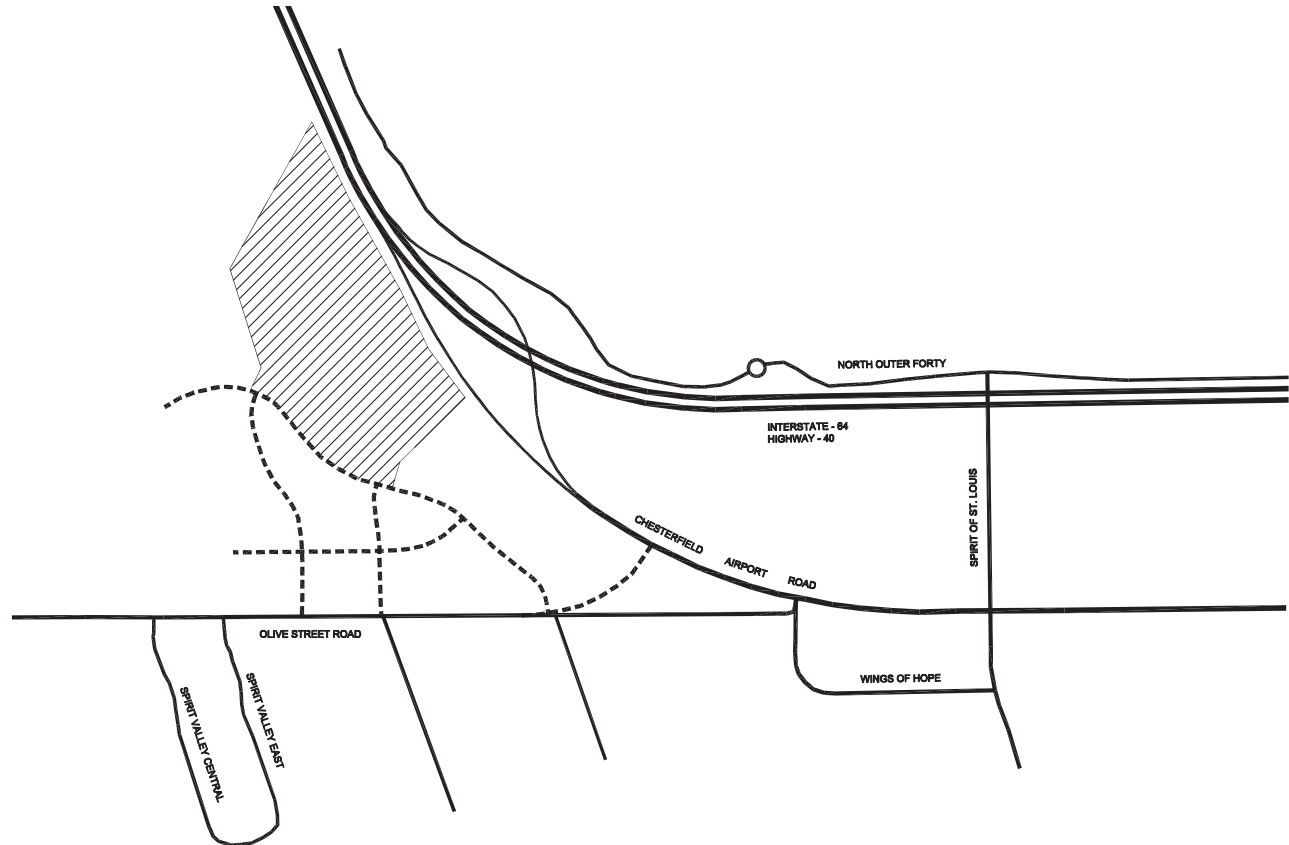 NORTH OUTER FORTY
INTERSTATE - 64
HIGHWAY - 40
SPIRIT OF ST. LOUIS
CHESTERFIELD AIRPORT ROAD
OLIVE STREET ROAD
WINGS OF HOPE
SPIRIT VALLEY EAST
SPIRIT VALLEY CENTRAL